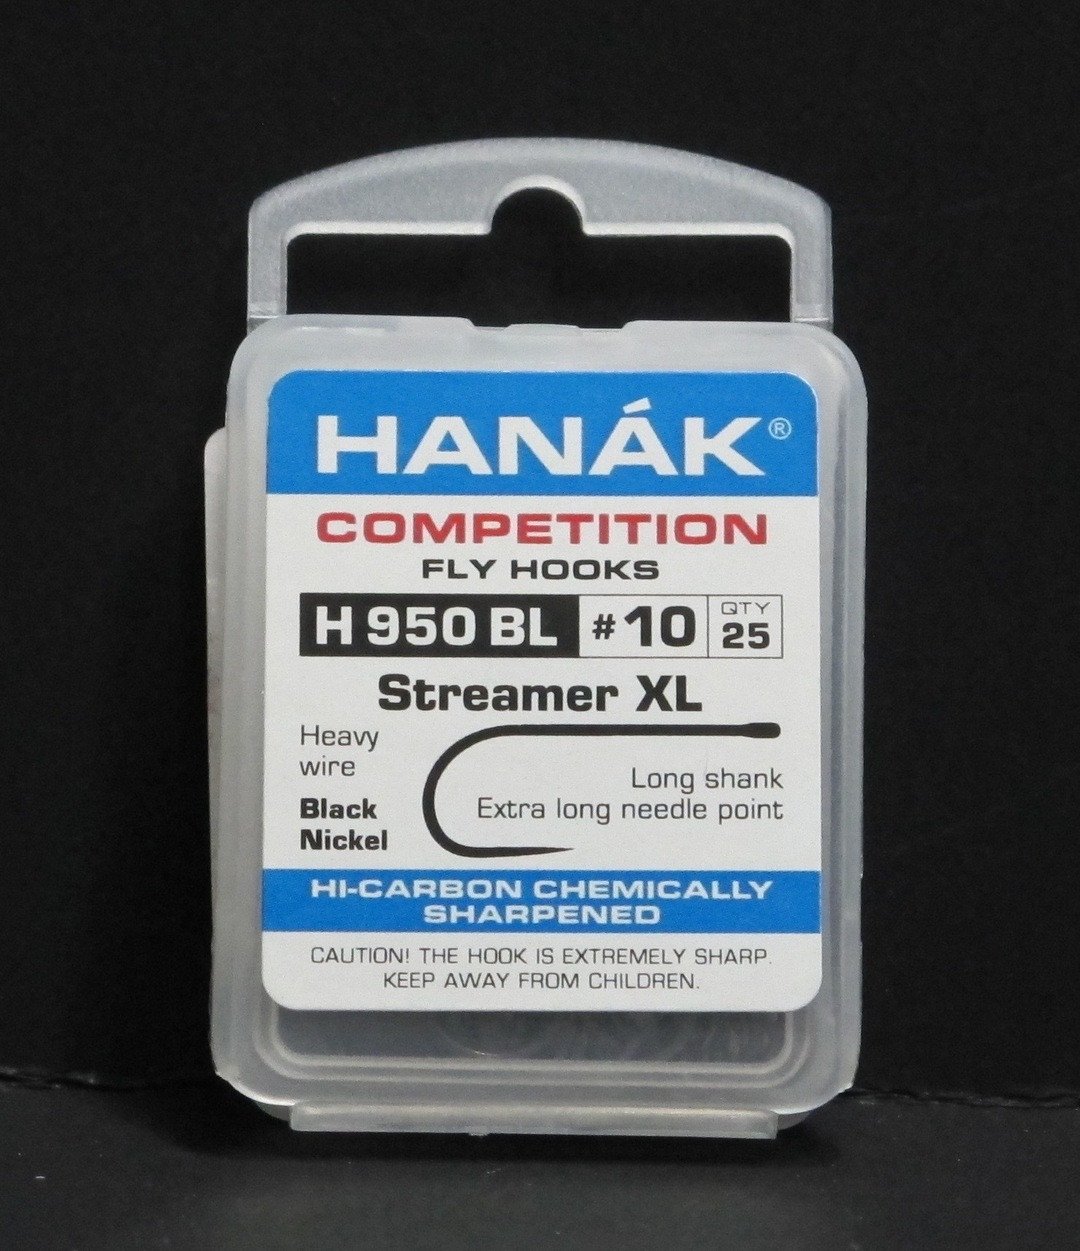 HANÁK®
COMPETITION
FLY HOOKS
H 950 BL #10 QTY 25
Streamer XL
Heavy
wire
Black
Nickel
Long shank
Extra long needle point
HI-CARBON CHEMICALLY
SHARPENED
CAUTION! THE HOOK IS EXTREMELY SHARP.
KEEP AWAY FROM CHILDREN.